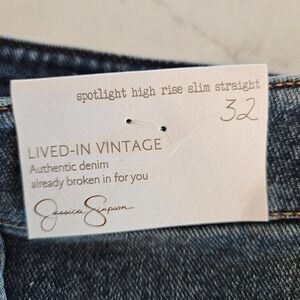 spotlight high rise slim straight
32
LIVED-IN VINTAGE
Authentic denim
already broken in for you
Jessica Simpson